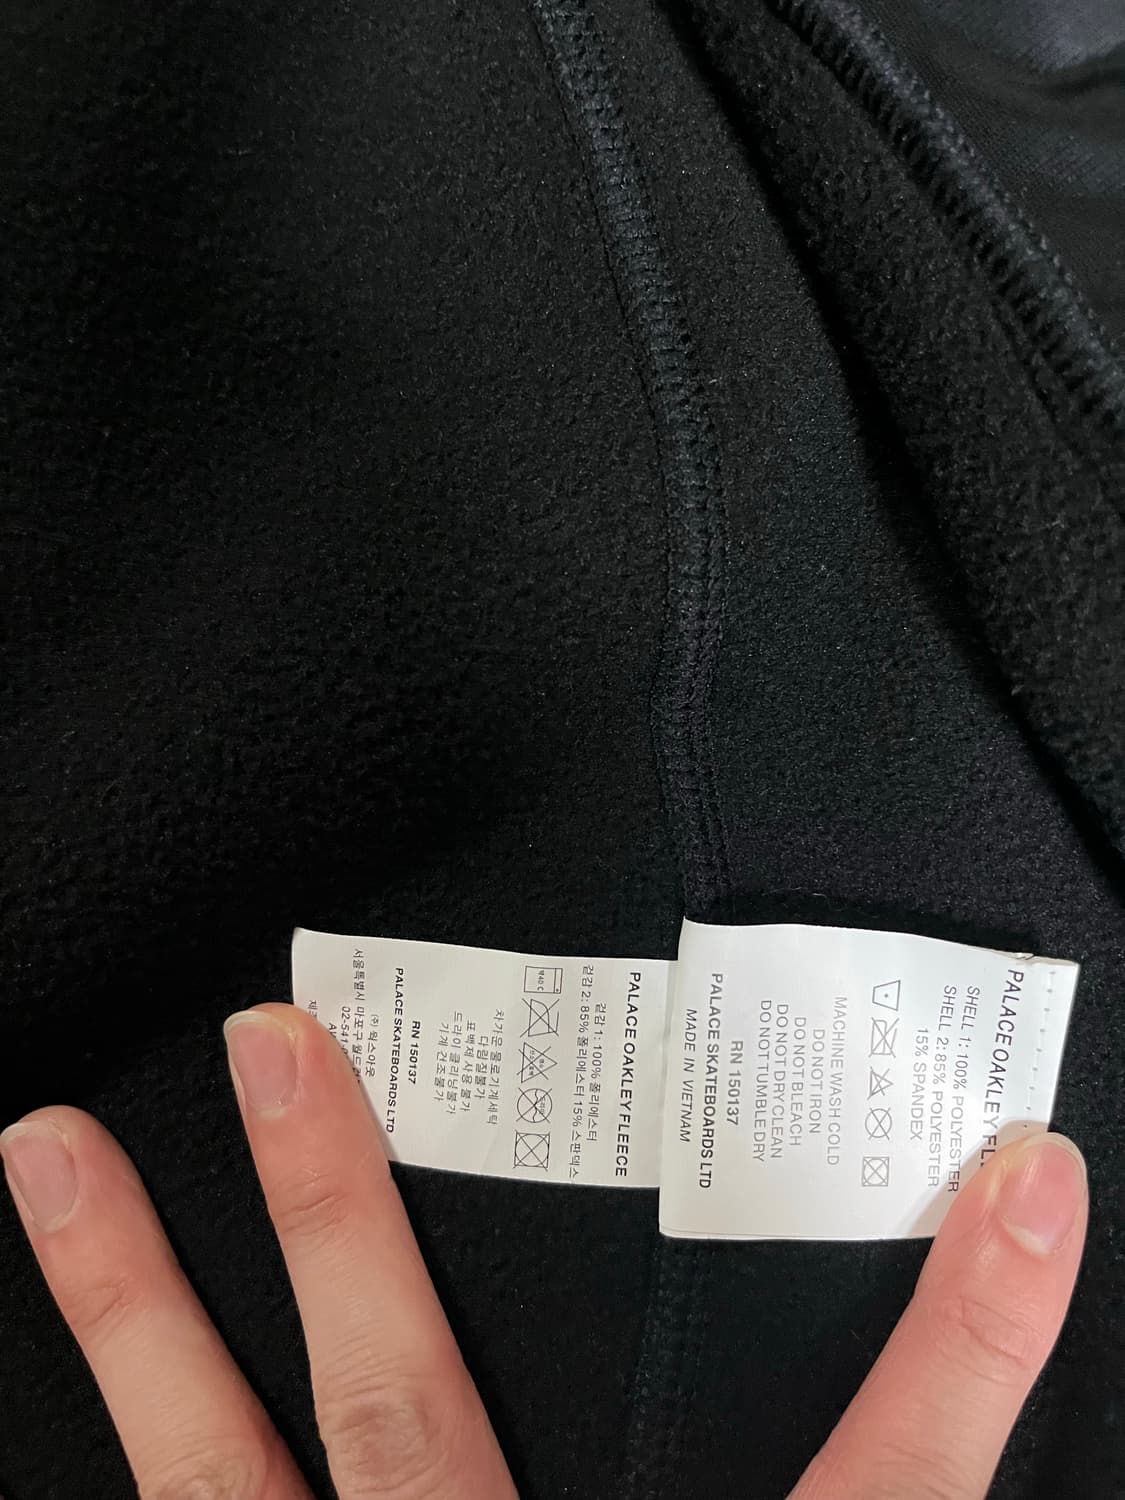 PALACE OAKLEY
SHELL 1: 100% POLYESTER
SHELL 2: 85% POLYESTER
15% SPANDEX
MACHINE WASH COLD
DO NOT IRON
DO NOT BLEACH
DO NOT DRY CLEAN
DO NOT TUMBLE DRY
RN 150137
PALACE SKATEBOARDS LTD
MADE IN VIETNAM
PALACE OAKLEY FLEECE
겉감 1: 100% 폴리에스터
겉감 2: 85% 폴리에스터 15% 스판덱스
약 40 C
차가운 물로 기계세탁
다림질불가
표백제 사용 불가
드라이 클리닝불가
기계 건조불가
RN 150137
PALACE SKATEBOARDS LTD
(주) 웍스아웃
서울특별시 마포구
02-541